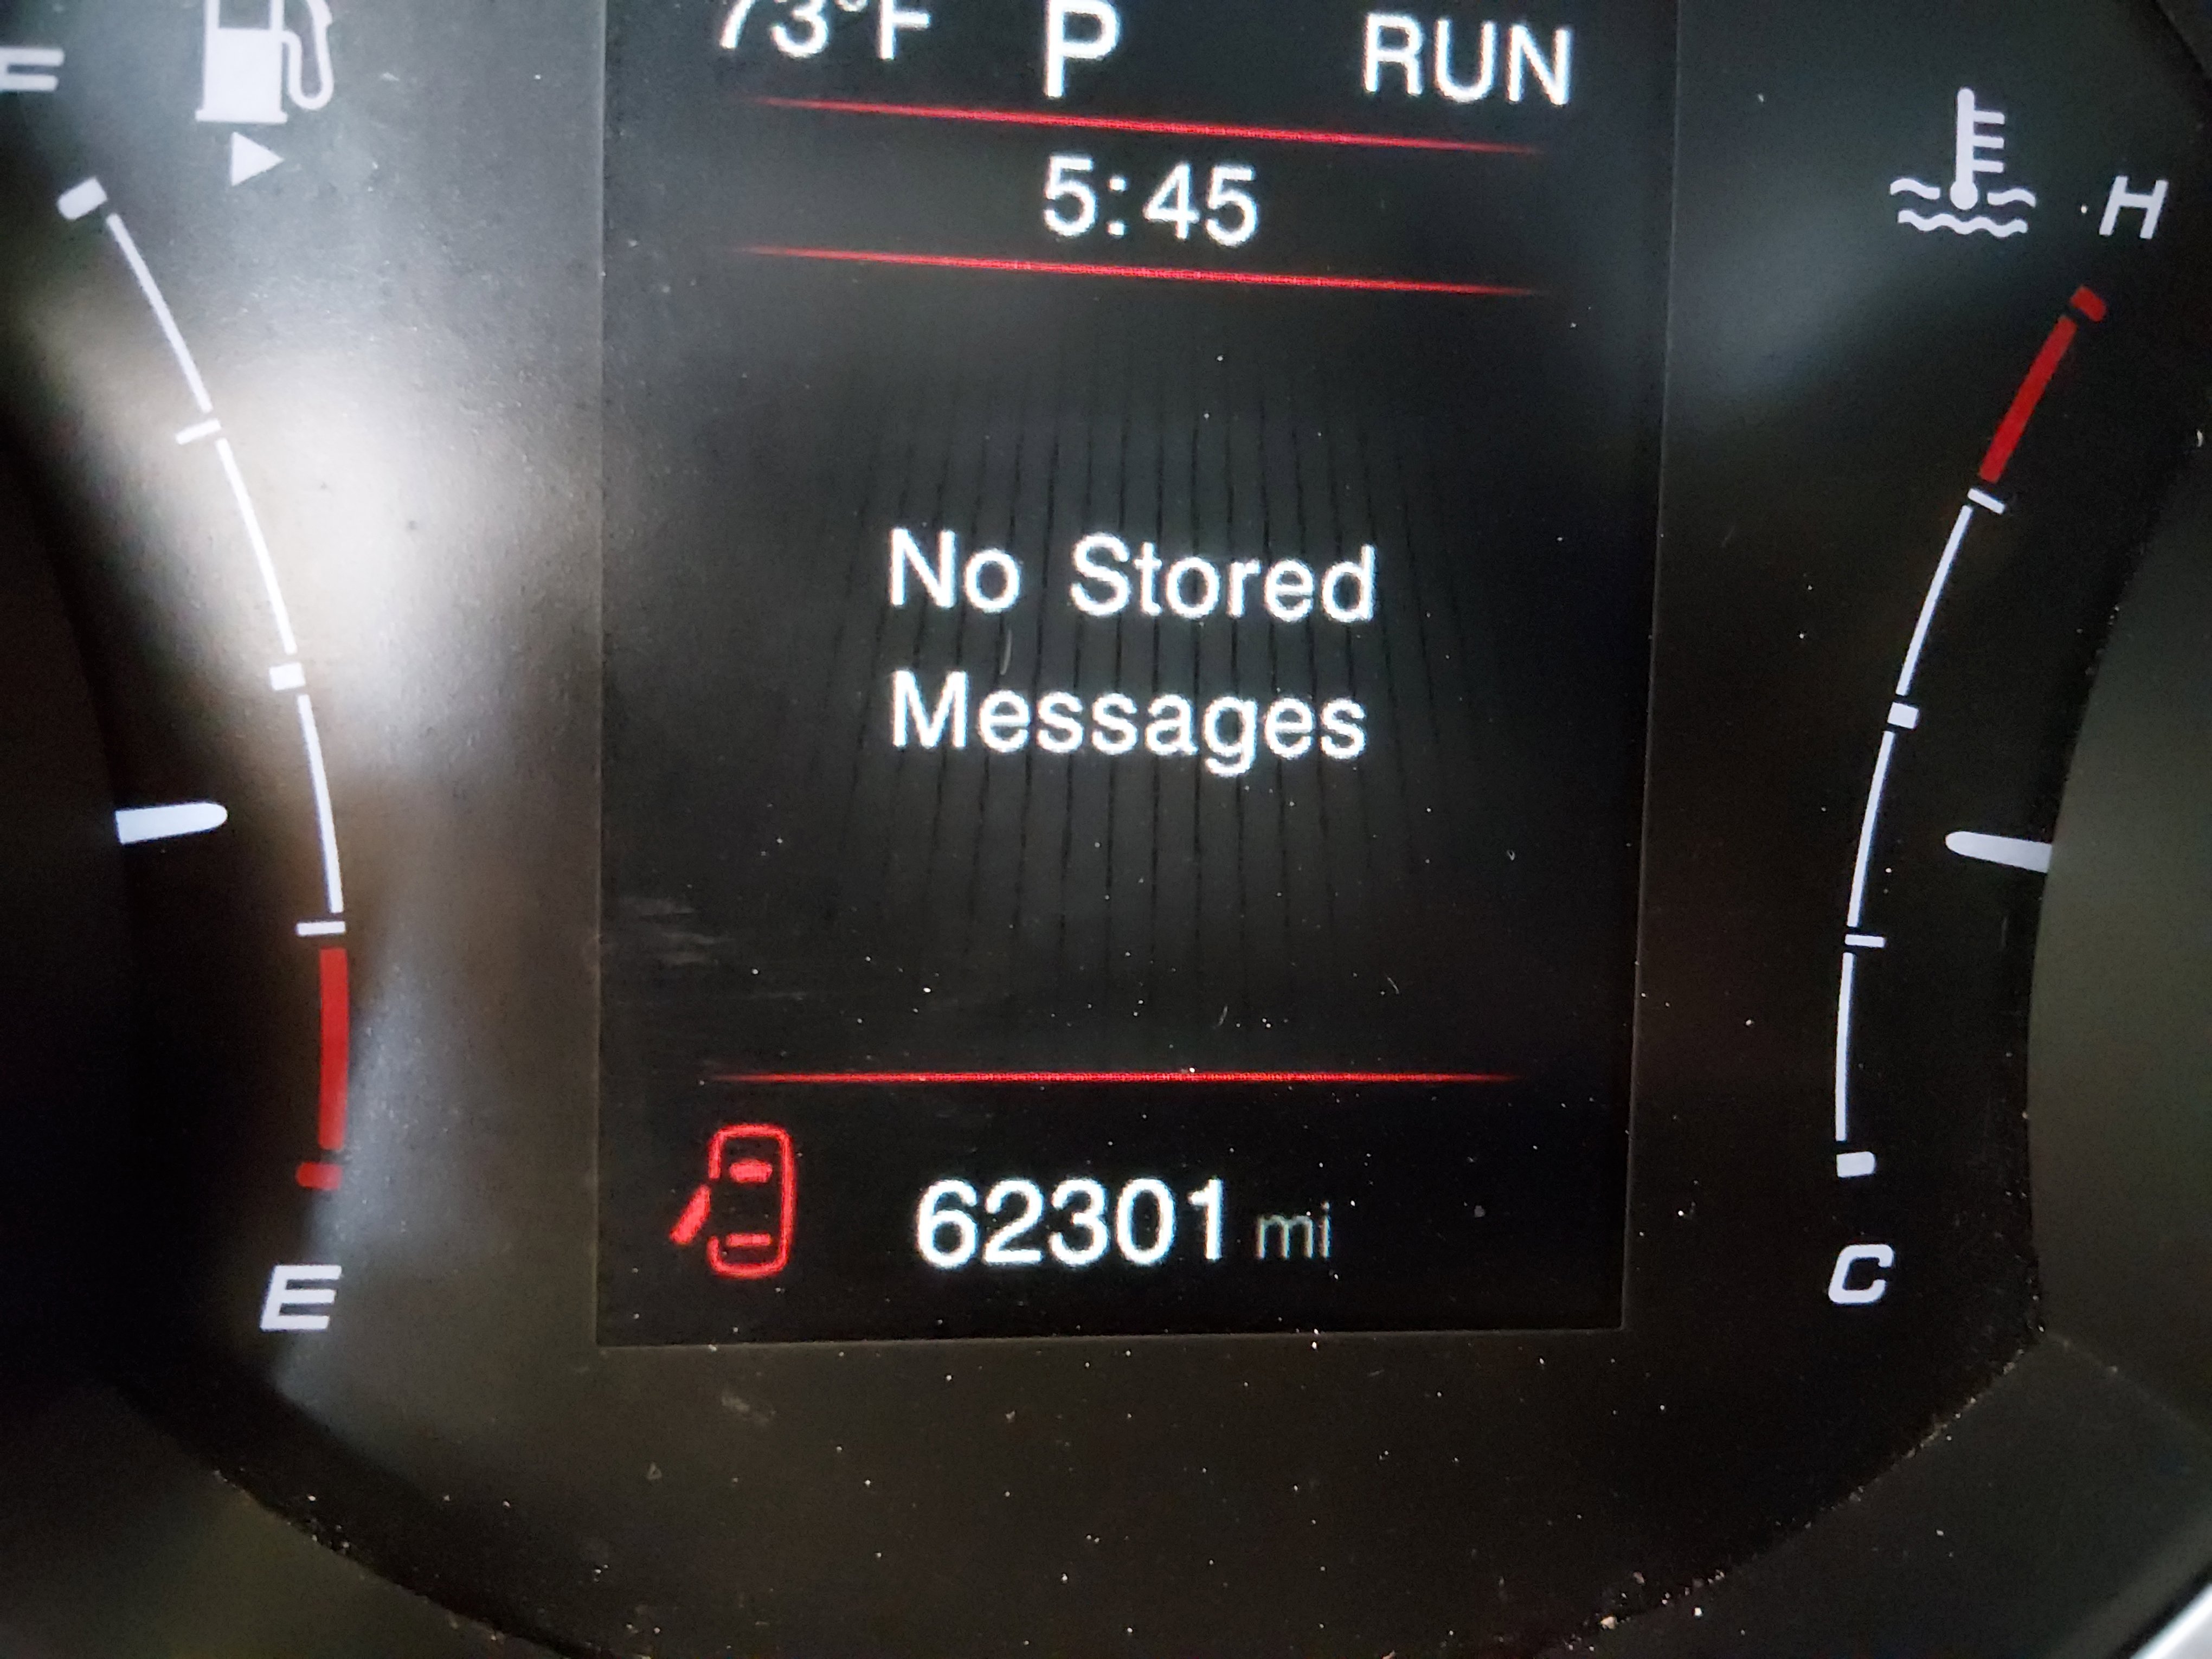 F 73°F P RUN
5:45
H
No Stored
Messages
62301 mi
E C